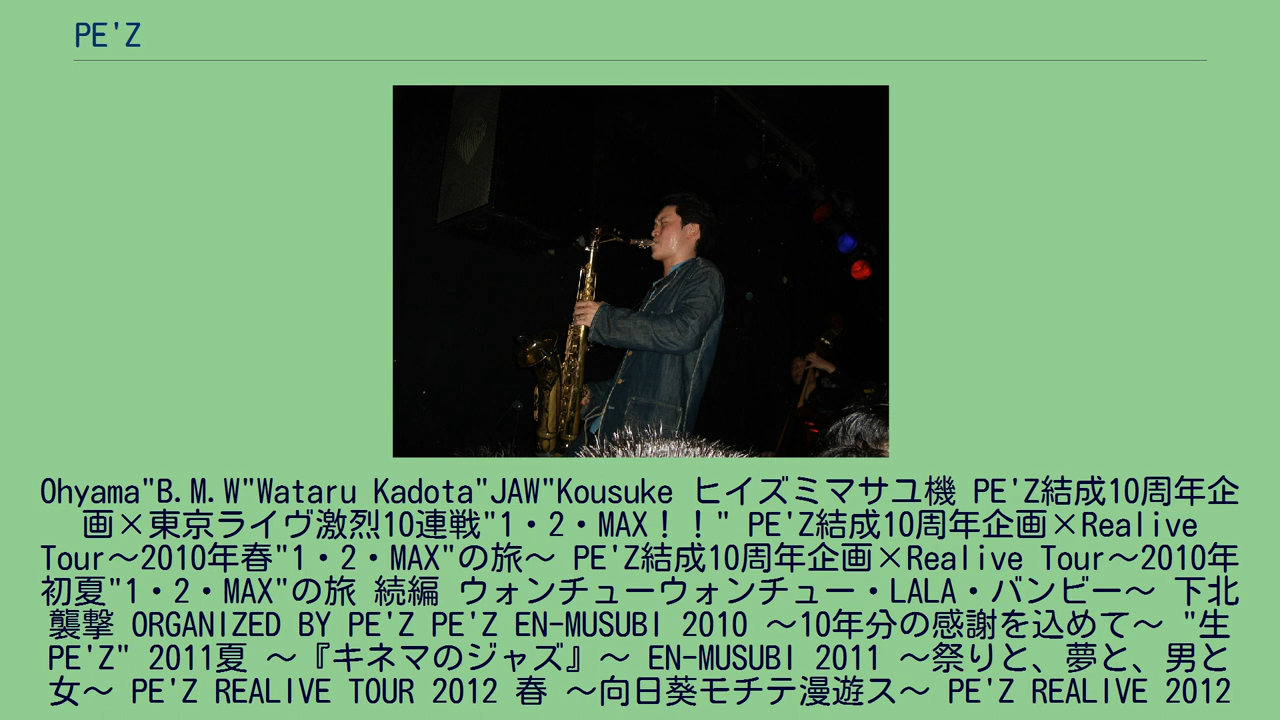 PE'Z
Ohyama"B.M.W"Wataru Kadota"JAW"Kousuke ヒイズミマサユ機 PE'Z結成10周年企
画×東京ライヴ激烈10連戦"1・2・MAX！！" PE'Z結成10周年企画×Realive
Tour～2010年春"1・2・MAX"の旅～ PE'Z結成10周年企画×Realive Tour～2010年
初夏"1・2・MAX"の旅 続編 ウォンチューウォンチュー・LALA・バンビー～ 下北
襲撃 ORGANIZED BY PE'Z PE'Z EN-MUSUBI 2010 ～10年分の感謝を込めて～ "生
PE'Z" 2011夏 ～『キネマのジャズ』～ EN-MUSUBI 2011 ～祭りと、夢と、男と
女～ PE'Z REALIVE TOUR 2012 春 ～向日葵モチテ漫遊ス～ PE'Z REALIVE 2012